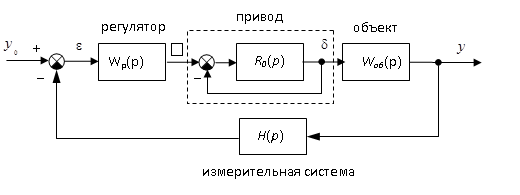 привод
регулятор
объект
y₀ + ε □ δ y
Wp(p)
R₀(p)
Wоб(p)
−
−
H(p)
измерительная система